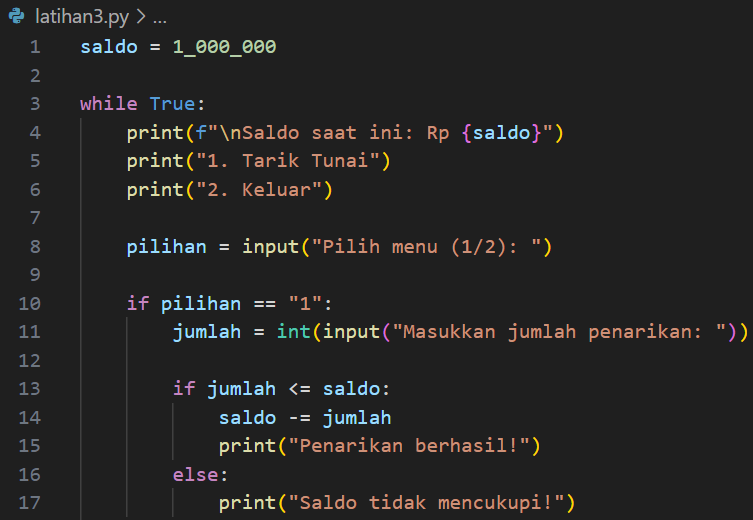 latihan3.py > ...
1 saldo = 1_000_000
2
3 while True:
4     print(f"\nSaldo saat ini: Rp {saldo}")
5     print("1. Tarik Tunai")
6     print("2. Keluar")
7
8     pilihan = input("Pilih menu (1/2): ")
9
10     if pilihan == "1":
11         jumlah = int(input("Masukkan jumlah penarikan: "))
12
13         if jumlah <= saldo:
14             saldo -= jumlah
15             print("Penarikan berhasil!")
16         else:
17             print("Saldo tidak mencukupi!")